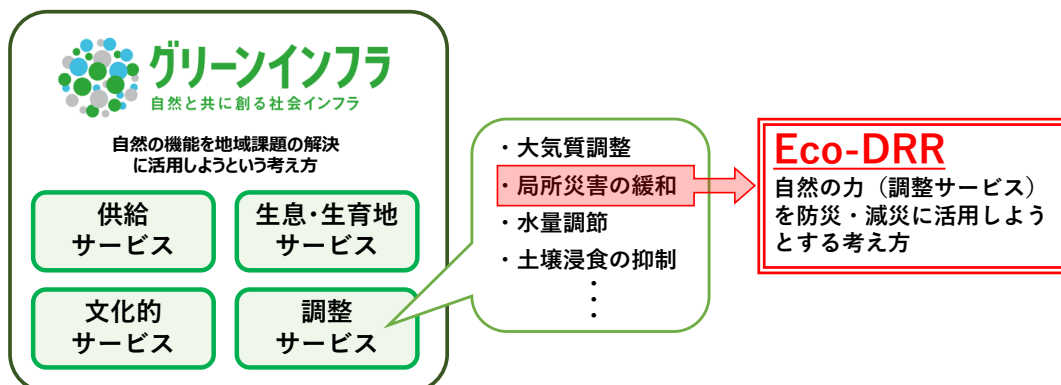 グリーンインフラ
自然と共に創る社会インフラ
自然の機能を地域課題の解決
に活用しようという考え方
供給
サービス
生息・生育地
サービス
文化的
サービス
調整
サービス
・大気質調整
・局所災害の緩和
・水量調節
・土壌浸食の抑制
・
・
・
Eco-DRR
自然の力（調整サービス）
を防災・減災に活用しよう
とする考え方